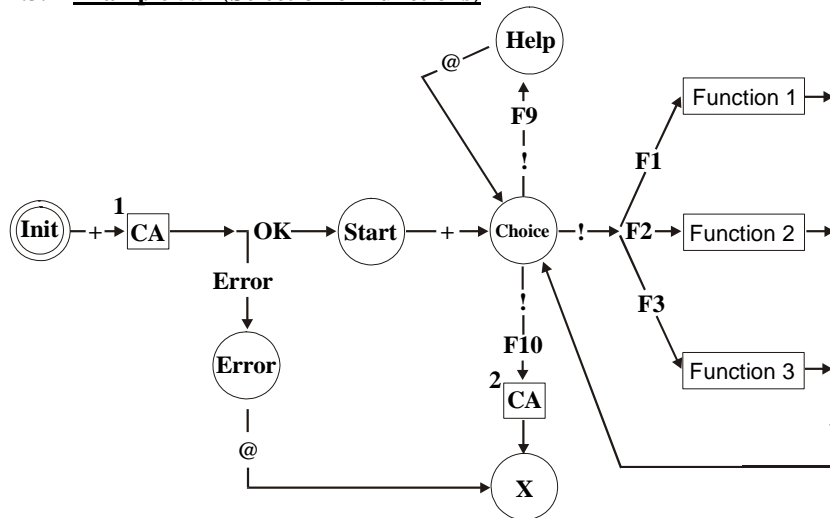 Help
@
Function 1
F9
!
F1
1
Init
+
CA
OK
Start
+
Choice
!
F2
Function 2
Error
!
F3
Error
F10
Function 3
2
CA
@
X